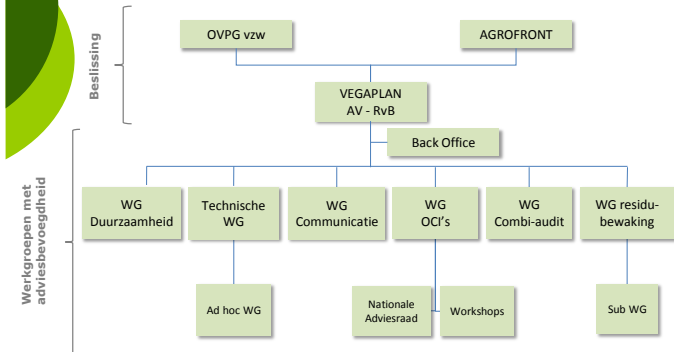 Beslissing
OVPG vzw
AGROFRONT
VEGAPLAN
AV - RvB
Back Office
Werkgroepen met
adviesbevoegdheid
WG
Duurzaamheid
Technische
WG
WG
Communicatie
WG
OCI's
WG
Combi-audit
WG residu-
bewaking
Ad hoc WG
Nationale
Adviesraad
Workshops
Sub WG